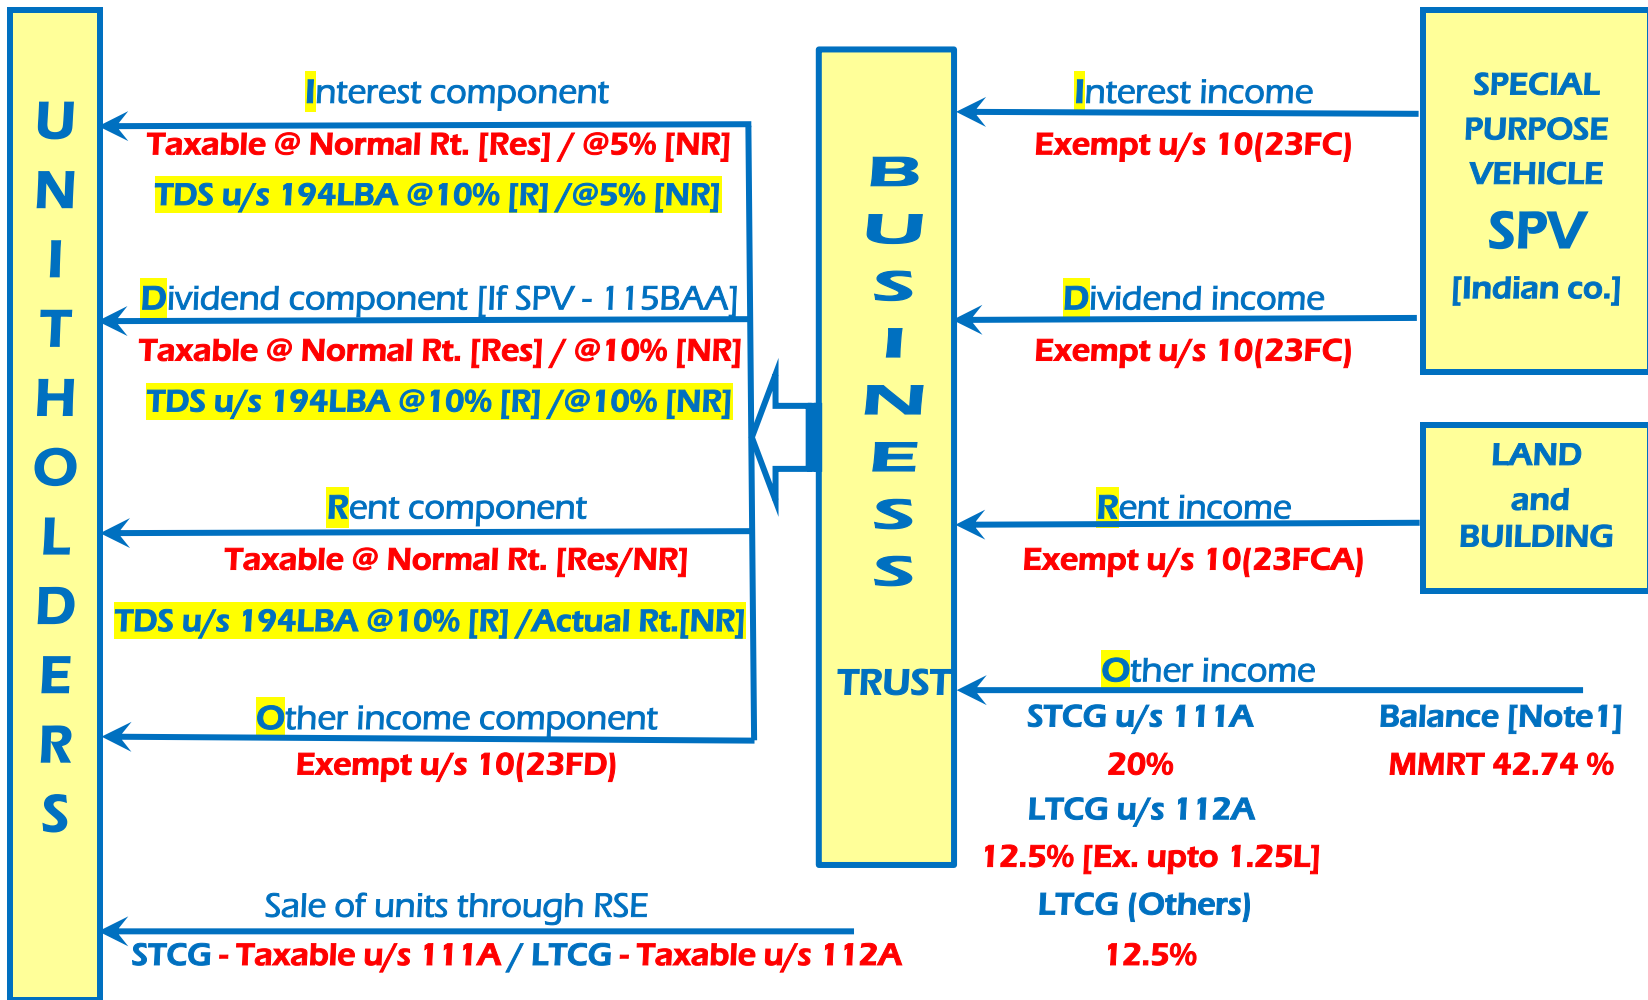 UNITHOLDERS
Interest component
Taxable @ Normal Rt. [Res] / @5% [NR]
TDS u/s 194LBA @10% [R] /@5% [NR]
Dividend component [If SPV - 115BAA]
Taxable @ Normal Rt. [Res] / @10% [NR]
TDS u/s 194LBA @10% [R] /@10% [NR]
Rent component
Taxable @ Normal Rt. [Res/NR]
TDS u/s 194LBA @10% [R] /Actual Rt.[NR]
Other income component
Exempt u/s 10(23FD)
Sale of units through RSE
STCG - Taxable u/s 111A / LTCG - Taxable u/s 112A
BUSINESS
TRUST
Interest income
Exempt u/s 10(23FC)
Dividend income
Exempt u/s 10(23FC)
Rent income
Exempt u/s 10(23FCA)
Other income
STCG u/s 111A
20%
LTCG u/s 112A
12.5% [Ex. upto 1.25L]
LTCG (Others)
12.5%
Balance [Note1]
MMRT 42.74 %
SPECIAL
PURPOSE
VEHICLE
SPV
[Indian co.]
LAND
and
BUILDING